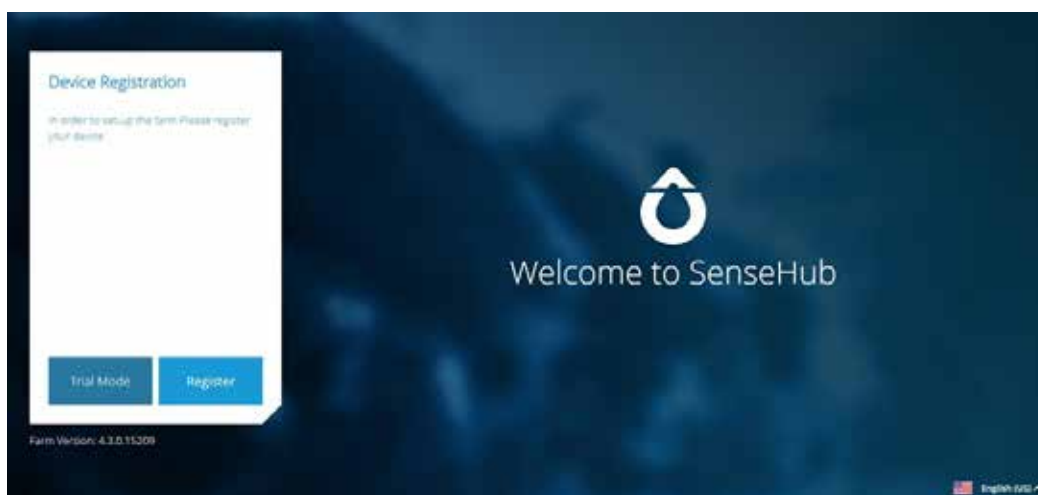 Device Registration
In order to set up the farm Please register
your device
Welcome to SenseHub
Trial Mode
Register
Farm Version: 4.3.0.15209
English (US)